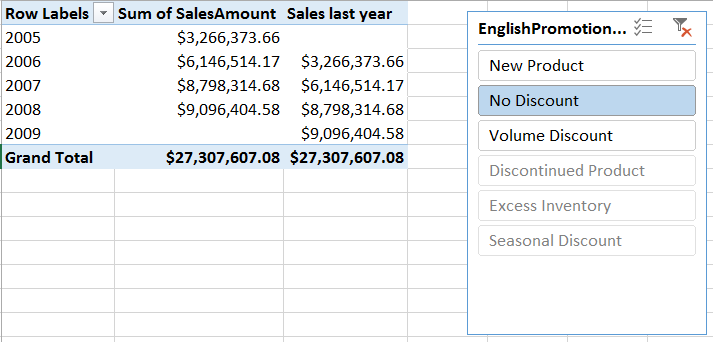 Row Labels Sum of SalesAmount Sales last year
2005 $3,266,373.66
2006 $6,146,514.17 $3,266,373.66
2007 $8,798,314.68 $6,146,514.17
2008 $9,096,404.58 $8,798,314.68
2009 $9,096,404.58
Grand Total $27,307,607.08 $27,307,607.08
EnglishPromotion...
New Product
No Discount
Volume Discount
Discontinued Product
Excess Inventory
Seasonal Discount